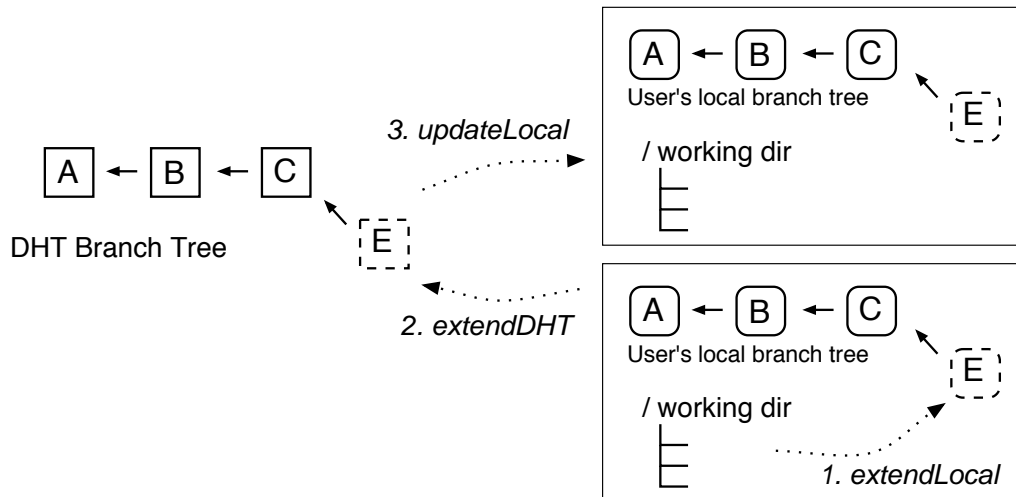 A B C
DHT Branch Tree
E
3. updateLocal
2. extendDHT
A B C
User's local branch tree
E
/ working dir
A B C
User's local branch tree
E
/ working dir
1. extendLocal